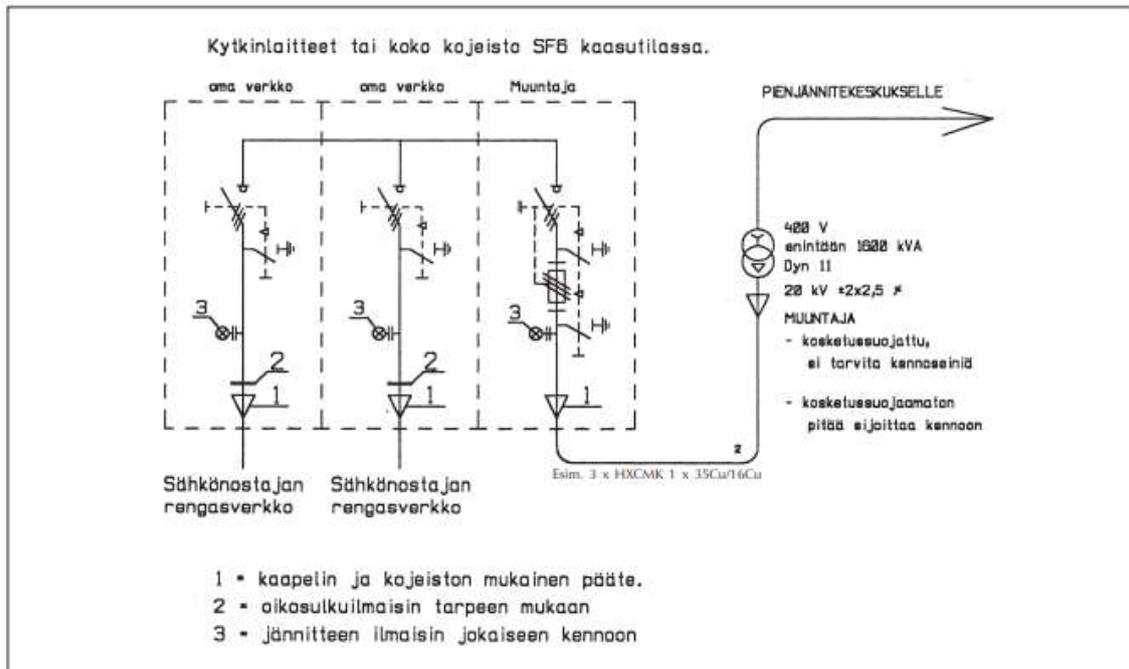 Kytkinlaitteet tai koko kojeisto SF6 kaasutilassa.
oma verkko
oma verkko
Muuntaja
PIENJÄNNITEKESKUKSELLE
400 V
enintään 1600 kVA
Dyn 11
20 kV ±2x2,5 %
MUUNTAJA
- kosketussuojattu,
ei tarvita kennoseiniä
- kosketussuojaamaton
pitää sijoittaa kennoon
3
3
3
2
2
1
1
1
2
Esim. 3 x HXCMK 1 x 35Cu/16Cu
Sähkönostajan
rengasverkko
Sähkönostajan
rengasverkko
1 = kaapelin ja kojeiston mukainen pääte.
2 = oikosulkuilmaisin tarpeen mukaan
3 = jännitteen ilmaisin jokaiseen kennoon